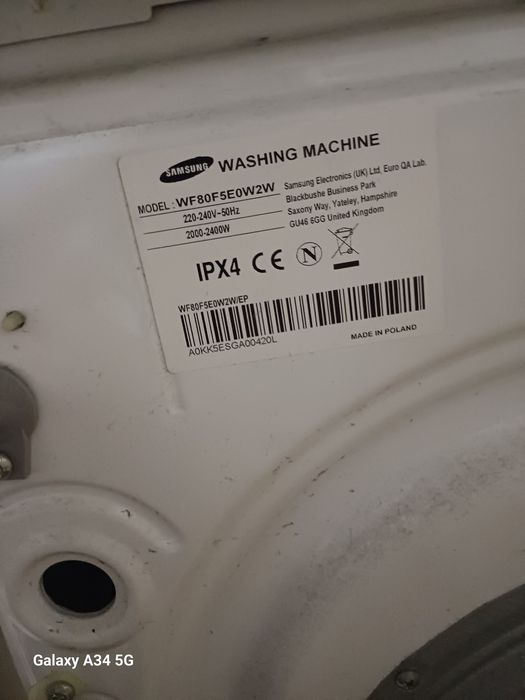 SAMSUNG WASHING MACHINE
MODEL : WF80F5E0W2W
220-240V~50Hz
2000-2400W
Samsung Electronics (UK) Ltd, Euro QA Lab.
Blackbushe Business Park
Saxony Way, Yateley, Hampshire
GU46 6GG United Kingdom
IPX4 CE N
WF80F5E0W2W/EP
A0KK5ESGA00420L
MADE IN POLAND
Galaxy A34 5G